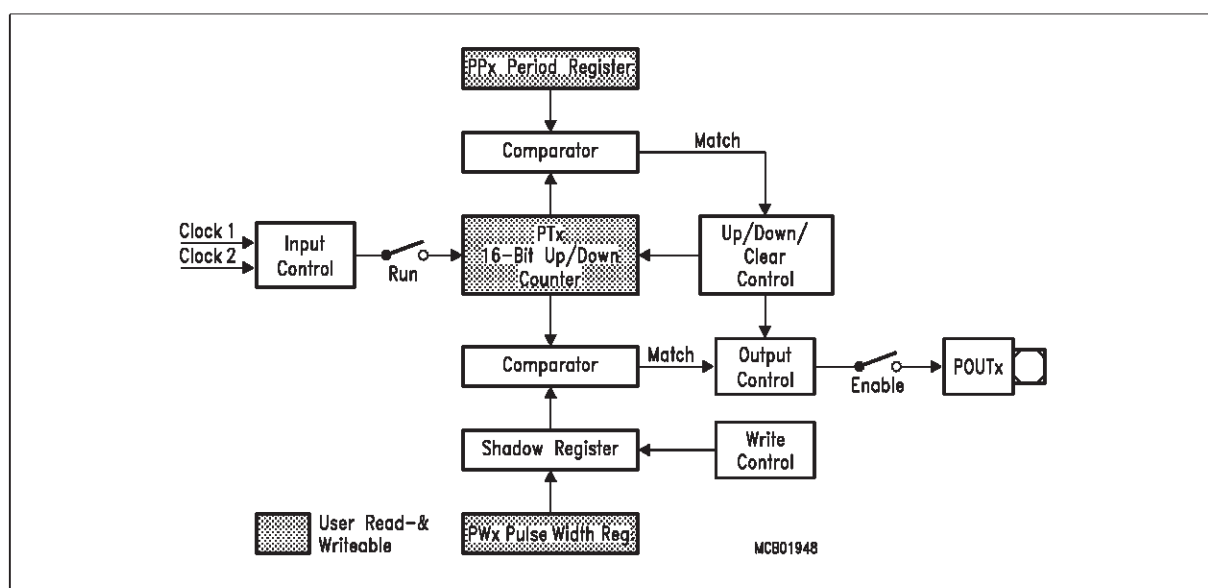 PPx Period Register
Comparator
Match
Clock 1
Clock 2
Input
Control
Run
PTx
16-Bit Up/Down
Counter
Up/Down/
Clear
Control
Comparator
Match
Output
Control
Enable
POUTx
Shadow Register
Write
Control
User Read-&
Writeable
PWx Pulse Width Reg.
MCB01948